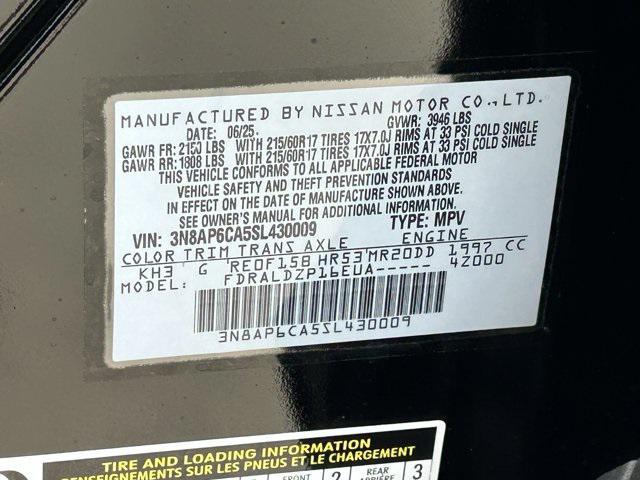 MANUFACTURED BY NISSAN MOTOR CO.,LTD.
DATE: 06/25. GVWR: 3946 LBS
GAWR FR: 2150 LBS WITH 215/60R17 TIRES 17X7.0J RIMS AT 33 PSI COLD SINGLE
GAWR RR: 1808 LBS WITH 215/60R17 TIRES 17X7.0J RIMS AT 33 PSI COLD SINGLE
THIS VEHICLE CONFORMS TO ALL APPLICABLE FEDERAL MOTOR
VEHICLE SAFETY AND THEFT PREVENTION STANDARDS
IN EFFECT ON THE DATE OF MANUFACTURE SHOWN ABOVE.
SEE OWNER'S MANUAL FOR ADDITIONAL INFORMATION.
VIN: 3N8AP6CA5SL430009 TYPE: MPV
COLOR TRIM TRANS AXLE ENGINE
KH3 G RE0F15B HR53 MR20DD 1997 CC
MODEL: FDRALDZP16EUA----- 42000
3N8AP6CA5SL430009
TIRE AND LOADING INFORMATION
RENSEIGNEMENTS SUR LES PNEUS ET LE CHARGEMENT
FRONT 2 REAR 3
ARRIÈRE